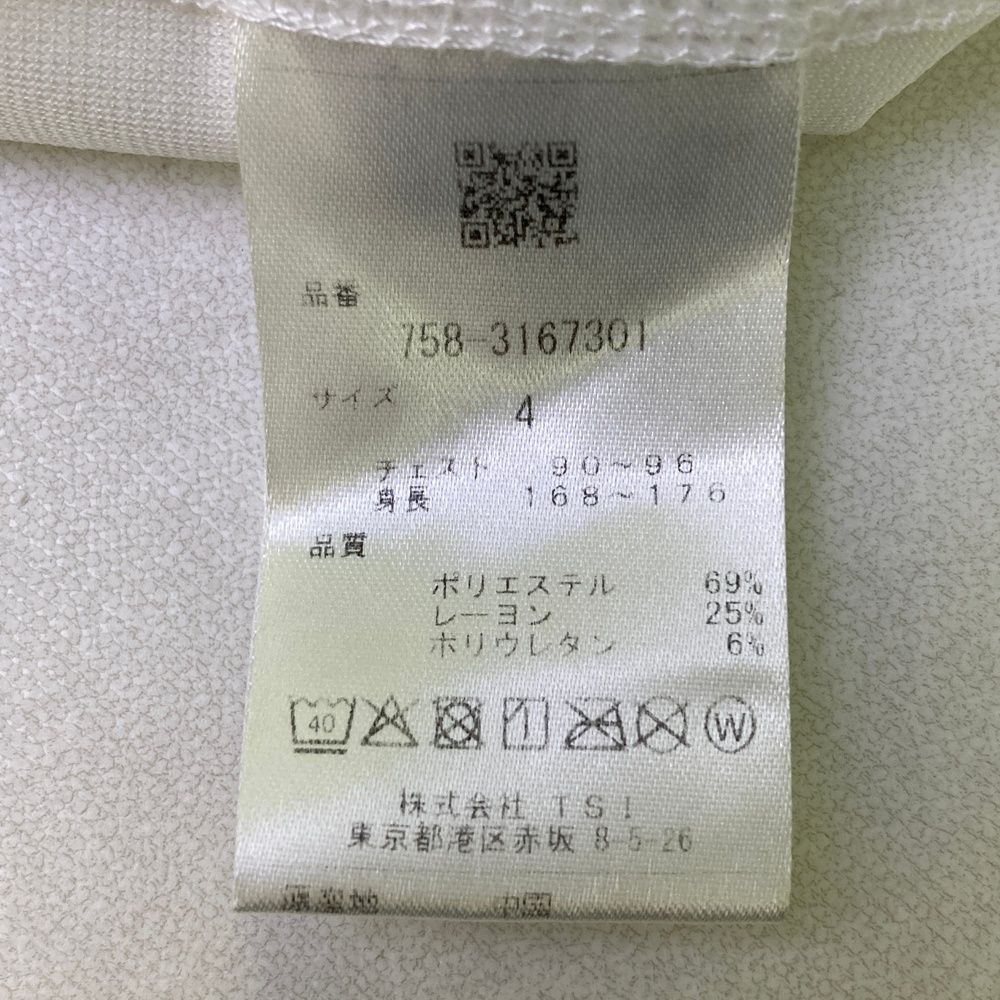 品番
758-3167301
サイズ 4
チェスト 90～96
身長 168～176
品質
ポリエステル 69%
レーヨン 25%
ポリウレタン 6%
40 W
株式会社 TSI
東京都港区赤坂 8-5-26
原産地 中国